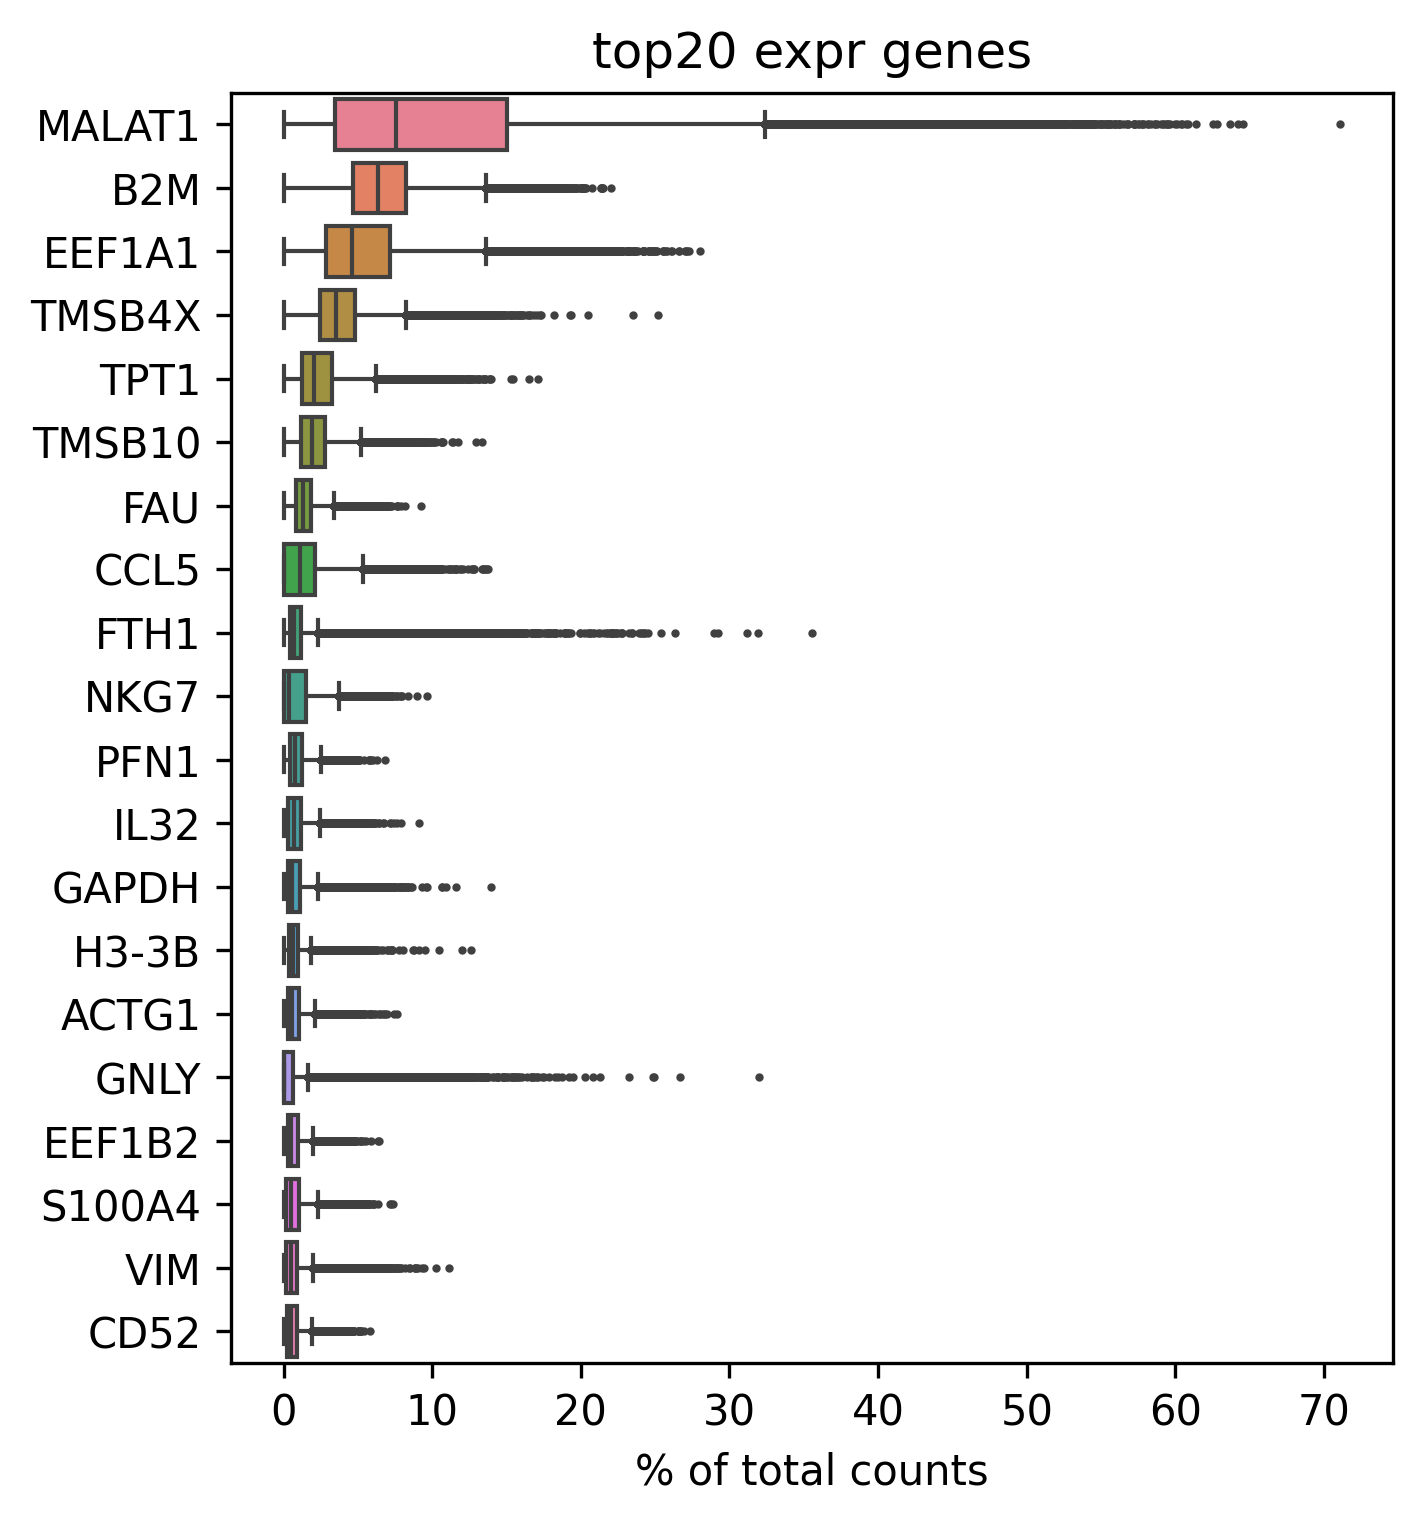 top20 expr genes
MALAT1
B2M
EEF1A1
TMSB4X
TPT1
TMSB10
FAU
CCL5
FTH1
NKG7
PFN1
IL32
GAPDH
H3-3B
ACTG1
GNLY
EEF1B2
S100A4
VIM
CD52
0 10 20 30 40 50 60 70
% of total counts